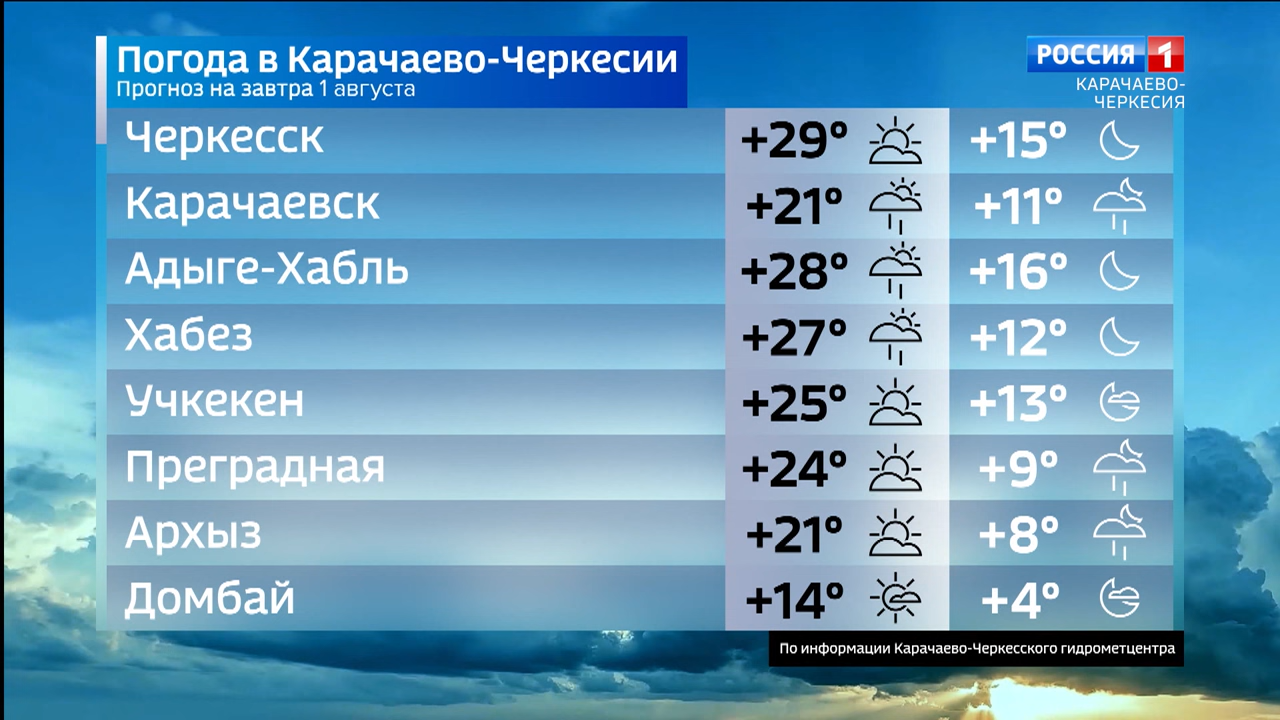 Погода в Карачаево-Черкесии
Прогноз на завтра 1 августа
РОССИЯ 1
КАРАЧАЕВО-
ЧЕРКЕСИЯ
Черкесск +29° +15°
Карачаевск +21° +11°
Адыге-Хабль +28° +16°
Хабез +27° +12°
Учкекен +25° +13°
Преградная +24° +9°
Архыз +21° +8°
Домбай +14° +4°
По информации Карачаево-Черкесского гидрометцентра